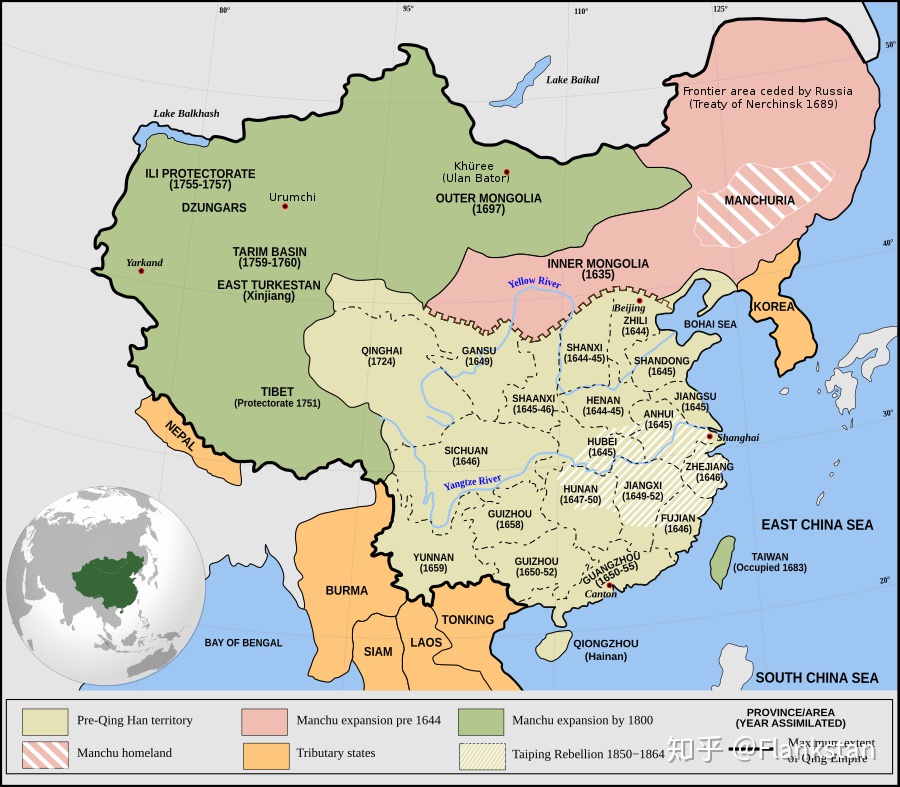 80°
95°
110°
125°
50°
Lake Baikal
Frontier area ceded by Russia
(Treaty of Nerchinsk 1689)
Lake Balkhash
ILI PROTECTORATE
(1755-1757)
Khüree
(Ulan Bator)
Urumchi
DZUNGARS
OUTER MONGOLIA
(1697)
MANCHURIA
40°
TARIM BASIN
(1759-1760)
Yarkand
INNER MONGOLIA
(1635)
EAST TURKESTAN
(Xinjiang)
Yellow River
Beijing
KOREA
ZHILI
(1644)
BOHAI SEA
QINGHAI
(1724)
GANSU
(1649)
SHANXI
(1644-45)
SHANDONG
(1645)
TIBET
(Protectorate 1751)
SHAANXI
(1645-46)
HENAN
(1644-45)
JIANGSU
(1645)
ANHUI
(1645)
30°
NEPAL
Shanghai
SICHUAN
(1646)
HUBEI
(1645)
ZHEJIANG
(1646)
Yangtze River
HUNAN
(1647-50)
JIANGXI
(1649-52)
GUIZHOU
(1658)
FUJIAN
(1646)
EAST CHINA SEA
YUNNAN
(1659)
GUIZHOU
(1650-52)
GUANGZHOU
(1650-55)
Canton
TAIWAN
(Occupied 1683)
20°
BURMA
TONKING
BAY OF BENGAL
SIAM
LAOS
QIONGZHOU
(Hainan)
SOUTH CHINA SEA
Pre-Qing Han territory
Manchu expansion pre 1644
Manchu expansion by 1800
PROVINCE/AREA
(YEAR ASSIMILATED)
Manchu homeland
Tributary states
Taiping Rebellion 1850-1864
Maximum extent
of Qing Empire
知乎 @Flankstan